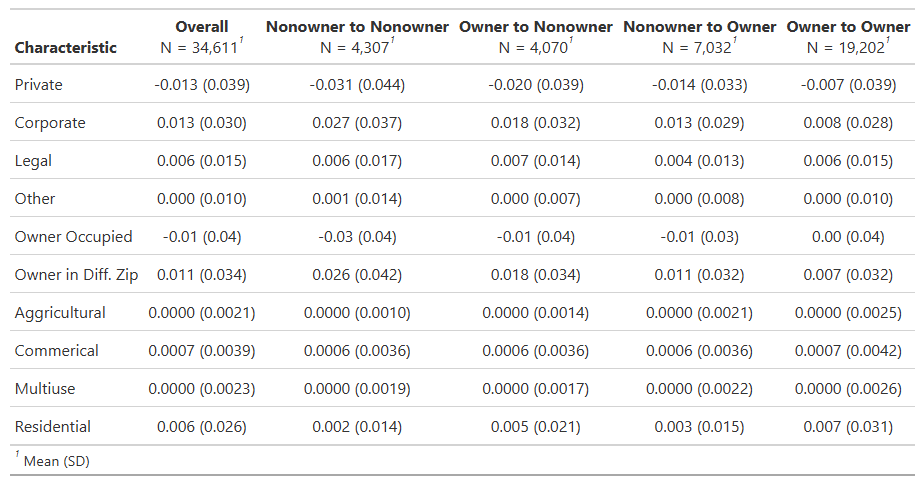 Characteristic Overall N = 34,611¹ Nonowner to Nonowner N = 4,307¹ Owner to Nonowner N = 4,070¹ Nonowner to Owner N = 7,032¹ Owner to Owner N = 19,202¹
Private -0.013 (0.039) -0.031 (0.044) -0.020 (0.039) -0.014 (0.033) -0.007 (0.039)
Corporate 0.013 (0.030) 0.027 (0.037) 0.018 (0.032) 0.013 (0.029) 0.008 (0.028)
Legal 0.006 (0.015) 0.006 (0.017) 0.007 (0.014) 0.004 (0.013) 0.006 (0.015)
Other 0.000 (0.010) 0.001 (0.014) 0.000 (0.007) 0.000 (0.008) 0.000 (0.010)
Owner Occupied -0.01 (0.04) -0.03 (0.04) -0.01 (0.04) -0.01 (0.03) 0.00 (0.04)
Owner in Diff. Zip 0.011 (0.034) 0.026 (0.042) 0.018 (0.034) 0.011 (0.032) 0.007 (0.032)
Aggricultural 0.0000 (0.0021) 0.0000 (0.0010) 0.0000 (0.0014) 0.0000 (0.0021) 0.0000 (0.0025)
Commerical 0.0007 (0.0039) 0.0006 (0.0036) 0.0006 (0.0036) 0.0006 (0.0036) 0.0007 (0.0042)
Multiuse 0.0000 (0.0023) 0.0000 (0.0019) 0.0000 (0.0017) 0.0000 (0.0022) 0.0000 (0.0026)
Residential 0.006 (0.026) 0.002 (0.014) 0.005 (0.021) 0.003 (0.015) 0.007 (0.031)
¹ Mean (SD)